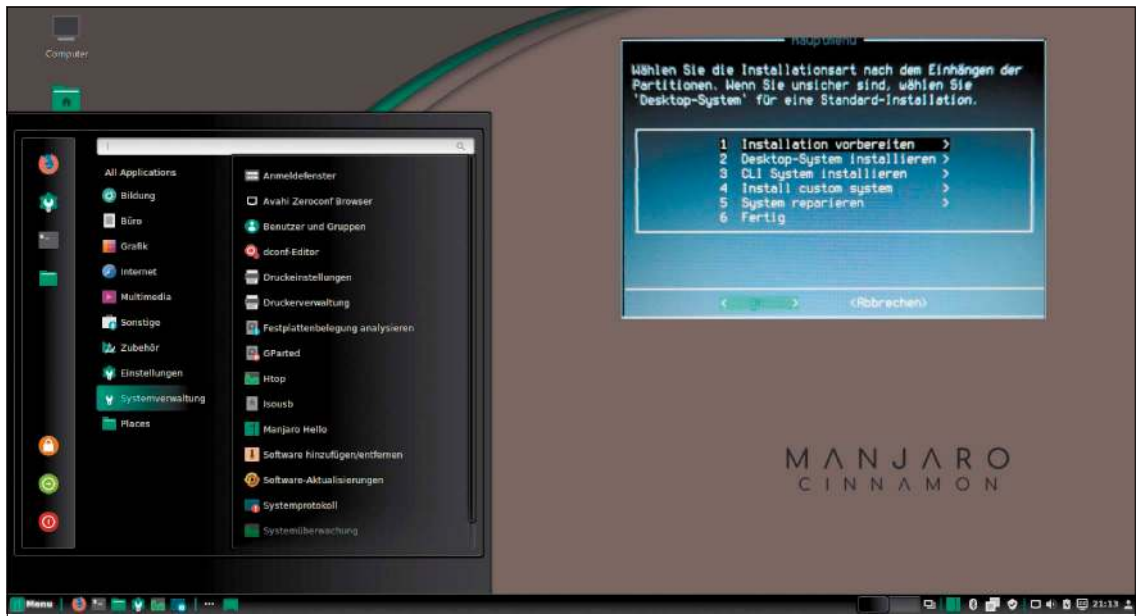 Computer
All Applications
Bildung
Büro
Grafik
Internet
Multimedia
Sonstige
Zubehör
Einstellungen
Systemverwaltung
Places
Anmeldefenster
Avahi Zeroconf Browser
Benutzer und Gruppen
dconf-Editor
Druckeinstellungen
Druckerverwaltung
Festplattenbelegung analysieren
GParted
Htop
isousb
Manjaro Hello
Software hinzufügen/entfernen
Software-Aktualisierungen
Systemprotokoll
Systemüberwachung
Hauptmenü
Wählen Sie die Installationsart nach dem Einhängen der
Partitionen. Wenn Sie unsicher sind, wählen Sie
'Desktop-System' für eine Standard-Installation.
1 Installation vorbereiten >
2 Desktop-System installieren >
3 CLI System installieren >
4 Install custom system >
5 System reparieren >
6 Fertig
<Abbrechen>
MANJARO
CINNAMON
Menu
0
21:13